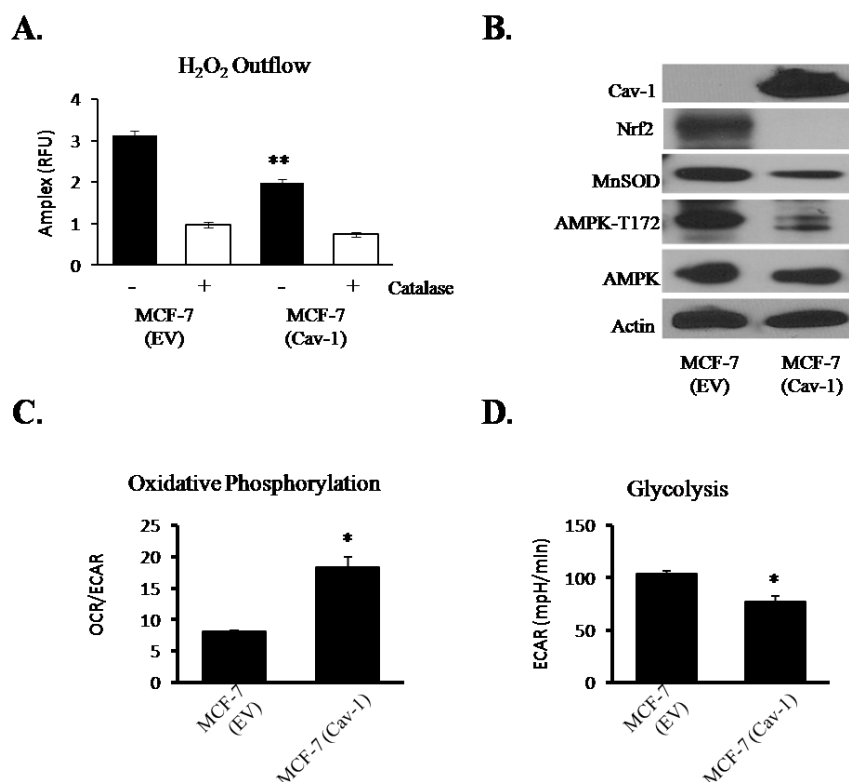 A.
H₂O₂ Outflow
Amplex (RFU)
4
3
2
1
0
**
- + - + Catalase
MCF-7 MCF-7
(EV) (Cav-1)
B.
Cav-1
Nrf2
MnSOD
AMPK-T172
AMPK
Actin
MCF-7 MCF-7
(EV) (Cav-1)
C.
Oxidative Phosphorylation
OCR/ECAR
25
20
15
10
5
0
*
MCF-7
(EV)
MCF-7 (Cav-1)
D.
Glycolysis
ECAR (mpH/min)
150
100
50
0
*
MCF-7
(EV)
MCF-7 (Cav-1)